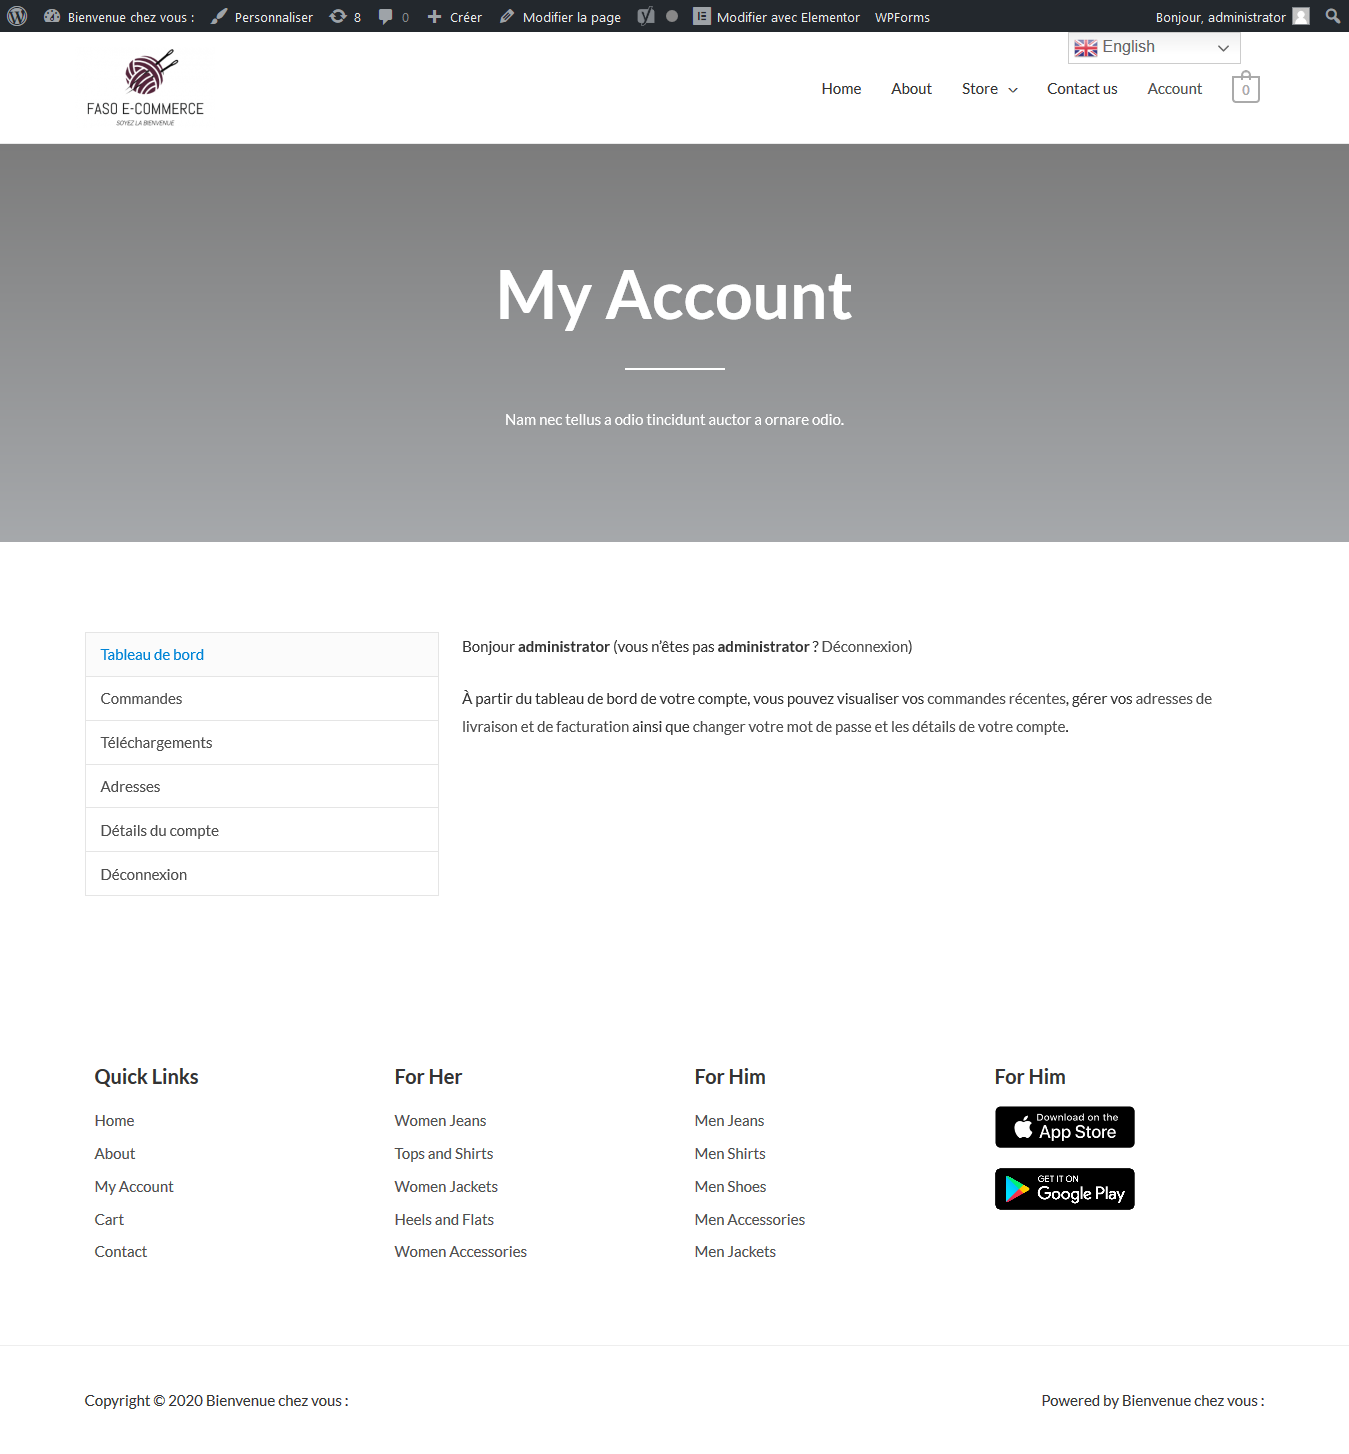 Bienvenue chez vous :
Personnaliser
8
0
Créer
Modifier la page
Modifier avec Elementor
WPForms
Bonjour, administrator
English
FASO E-COMMERCE
SOYEZ LA BIENVENUE
Home
About
Store
Contact us
Account
0
My Account
Nam nec tellus a odio tincidunt auctor a ornare odio.
Tableau de bord
Commandes
Téléchargements
Adresses
Détails du compte
Déconnexion
Bonjour administrator (vous n’êtes pas administrator ? Déconnexion)
À partir du tableau de bord de votre compte, vous pouvez visualiser vos commandes récentes, gérer vos adresses de
livraison et de facturation ainsi que changer votre mot de passe et les détails de votre compte.
Quick Links
Home
About
My Account
Cart
Contact
For Her
Women Jeans
Tops and Shirts
Women Jackets
Heels and Flats
Women Accessories
For Him
Men Jeans
Men Shirts
Men Shoes
Men Accessories
Men Jackets
For Him
Download on the
App Store
GET IT ON
Google Play
Copyright © 2020 Bienvenue chez vous :
Powered by Bienvenue chez vous :